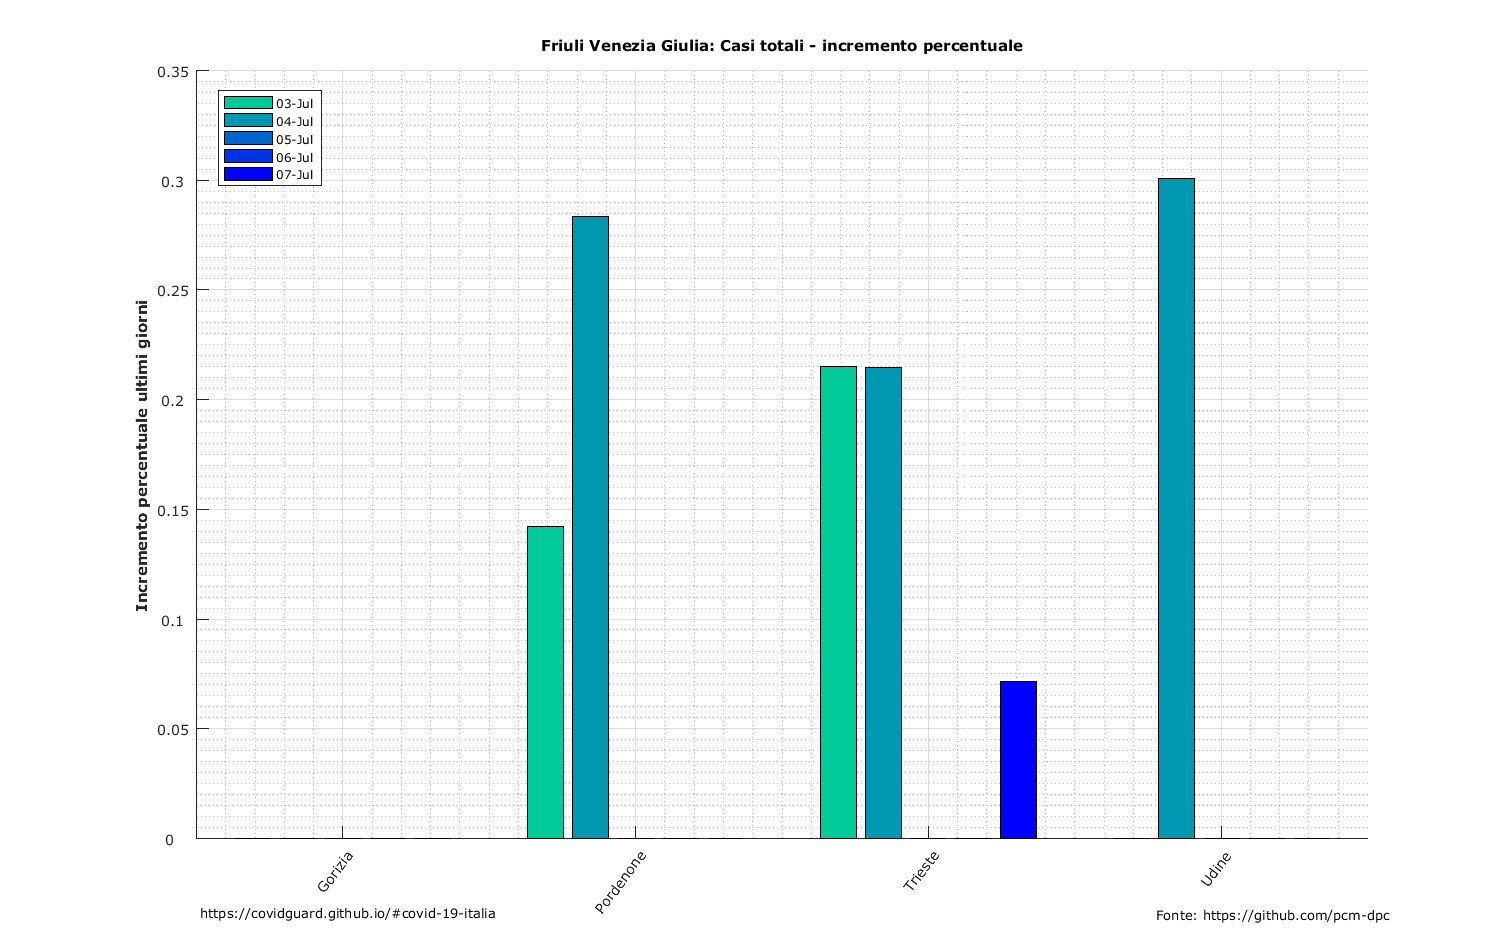 Friuli Venezia Giulia: Casi totali - incremento percentuale
Incremento percentuale ultimi giorni
0.35
0.3
0.25
0.2
0.15
0.1
0.05
0
03-Jul
04-Jul
05-Jul
06-Jul
07-Jul
Gorizia
Pordenone
Trieste
Udine
https://covidguard.github.io/#covid-19-italia
Fonte: https://github.com/pcm-dpc